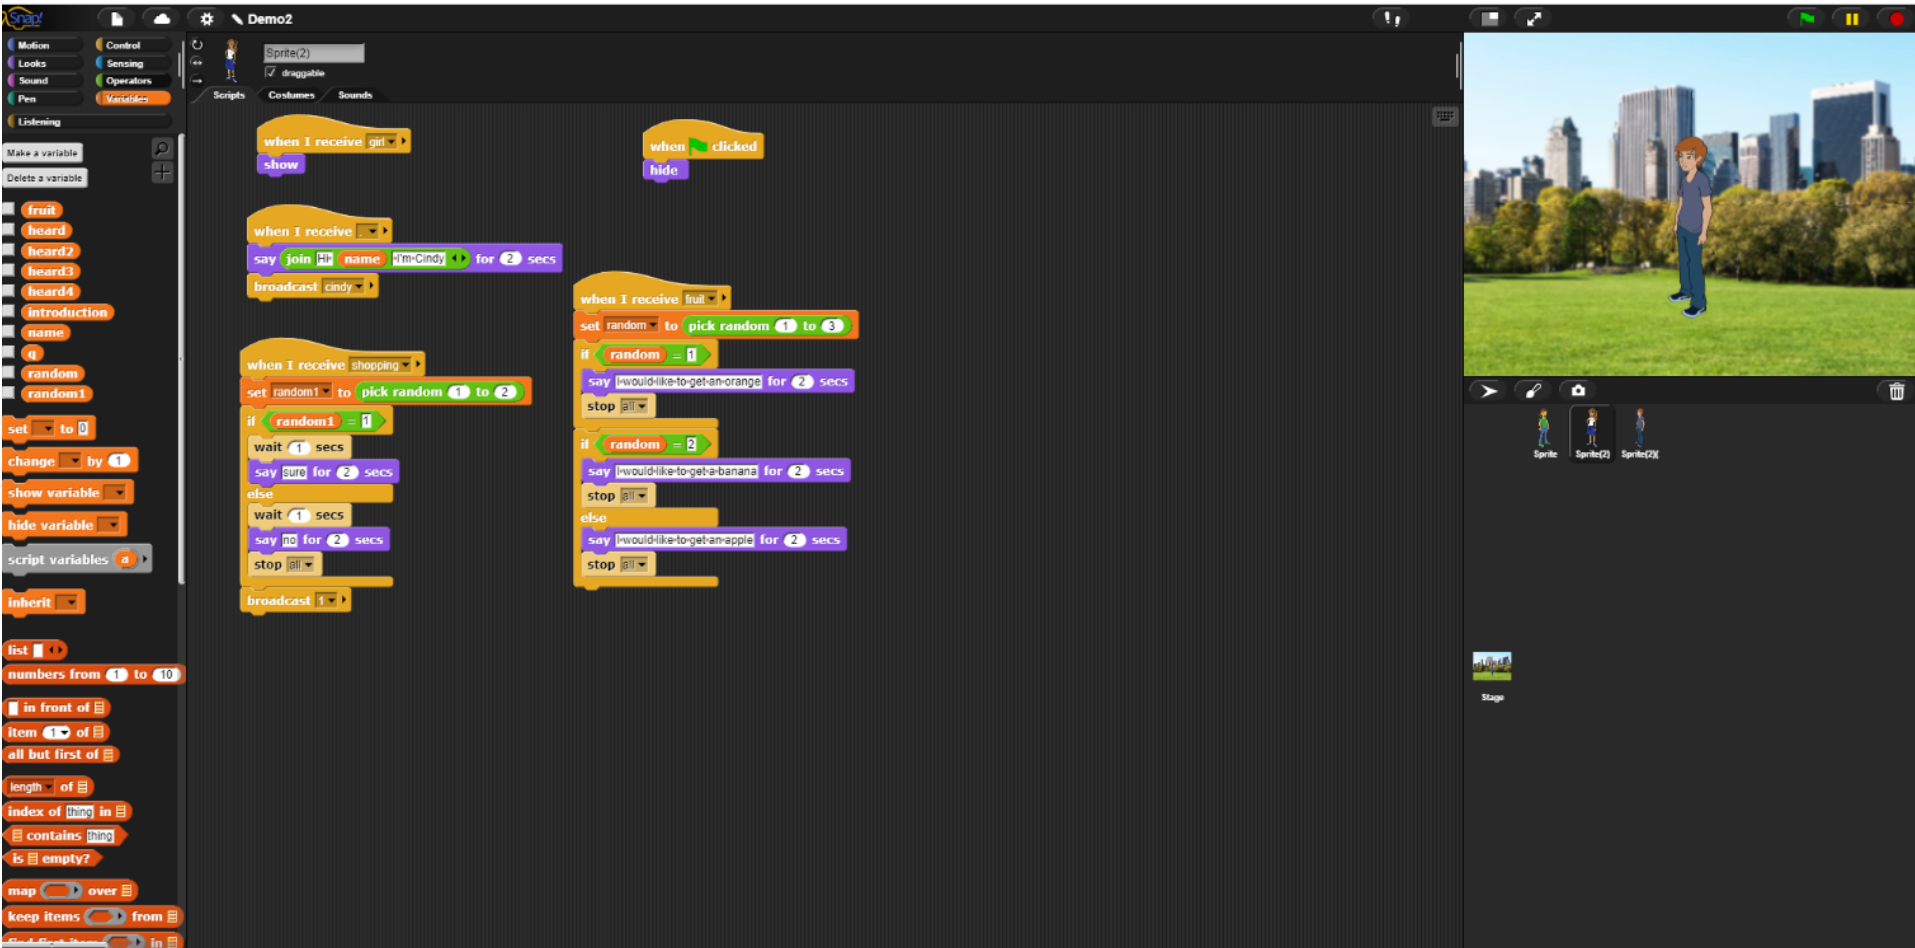 Snap!
Demo2
Motion Control
Looks Sensing
Sound Operators
Pen Variables
Listening
Make a variable
Delete a variable
fruit
heard
heard2
heard3
heard4
introduction
name
q
random
random1
set to 0
change by 1
show variable
hide variable
script variables a
inherit
list
numbers from 1 to 10
in front of
item 1 of
all but first of
length of
index of thing in
contains thing
is empty?
map over
keep items from
find first item in
Sprite(2)
draggable
Scripts Costumes Sounds
when I receive girl
show
when clicked
hide
when I receive .
say join Hi name I'm Cindy for 2 secs
broadcast cindy
when I receive shopping
set random1 to pick random 1 to 2
if random1 = 1
wait 1 secs
say sure for 2 secs
else
wait 1 secs
say no for 2 secs
stop all
broadcast 1
when I receive fruit
set random to pick random 1 to 3
if random = 1
say I would like to get an orange for 2 secs
stop all
if random = 2
say I would like to get a banana for 2 secs
stop all
else
say I would like to get an apple for 2 secs
stop all
Sprite Sprite(2) Sprite(2)(
Stage